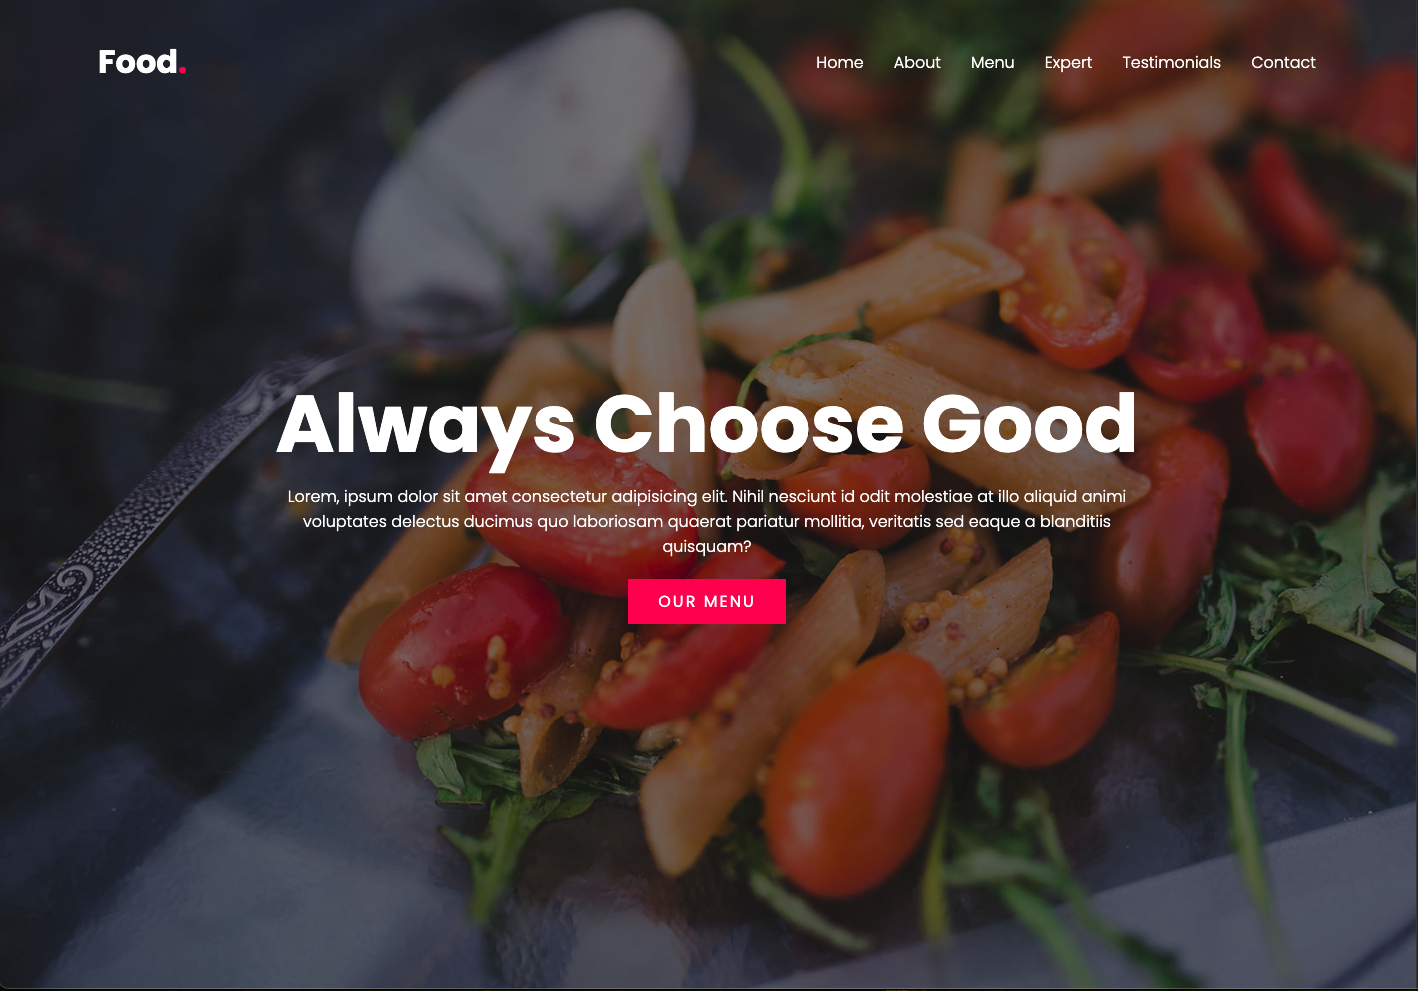 Food.
Home About Menu Expert Testimonials Contact
Always Choose Good
Lorem, ipsum dolor sit amet consectetur adipisicing elit. Nihil nesciunt id odit molestiae at illo aliquid animi
voluptates delectus ducimus quo laboriosam quaerat pariatur mollitia, veritatis sed eaque a blanditiis
quisquam?
OUR MENU